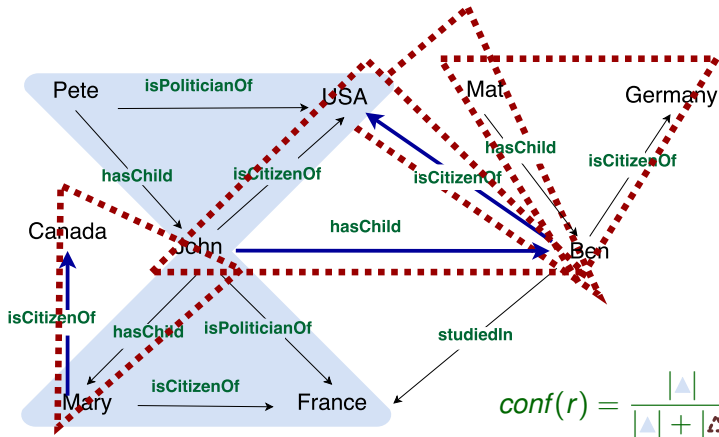 Pete
isPoliticianOf
USA
Mat
Germany
hasChild
isCitizenOf
hasChild
isCitizenOf
isCitizenOf
Canada
hasChild
John
Ben
isCitizenOf
hasChild
isPoliticianOf
studiedIn
Mary
isCitizenOf
France
conf(r) = |▲| / |▲| + |